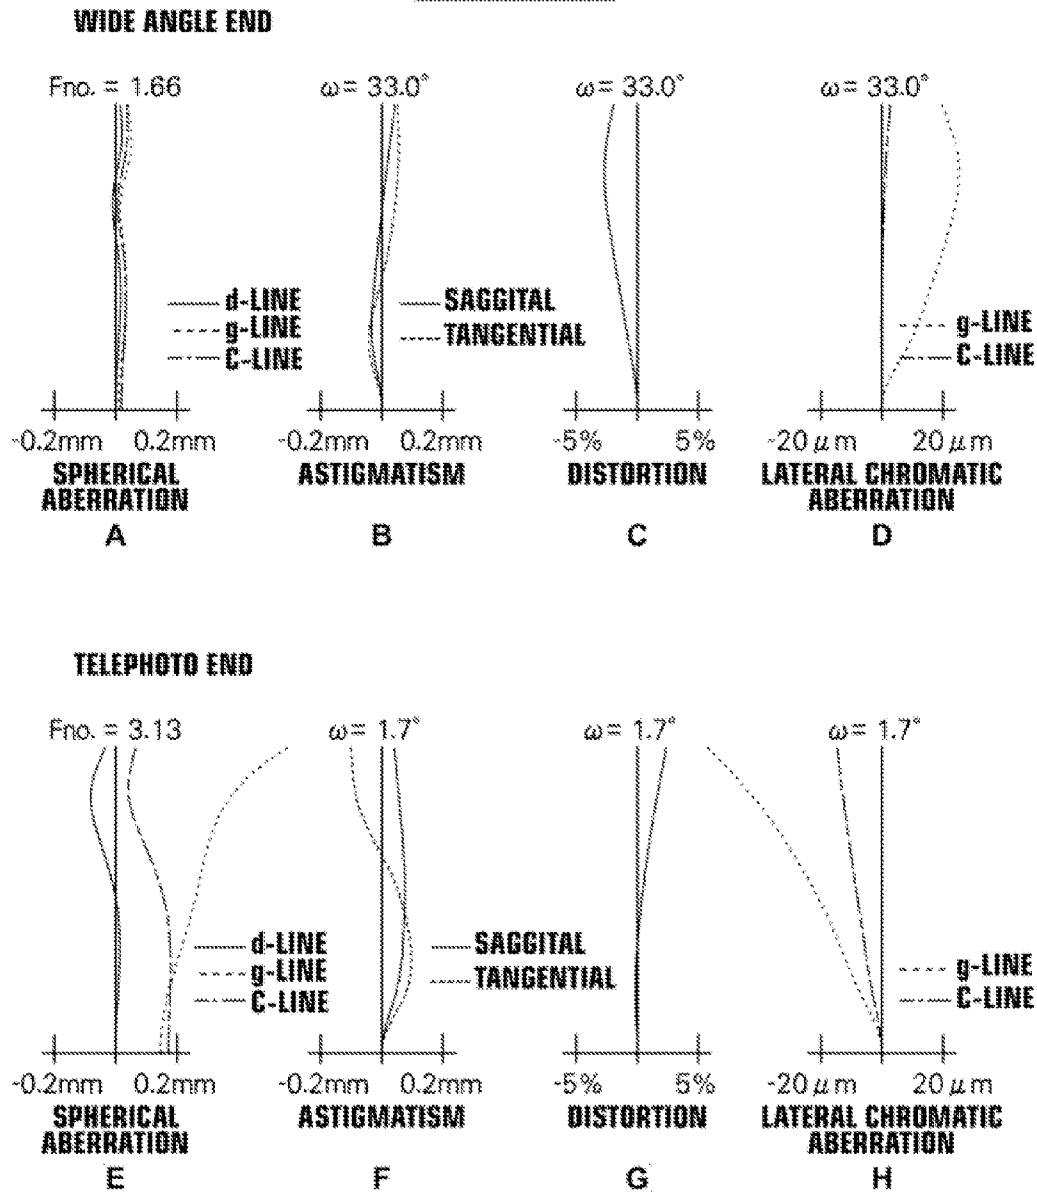 WIDE ANGLE END
Fno. = 1.66
ω= 33.0°
ω= 33.0°
ω= 33.0°
d-LINE
g-LINE
C-LINE
SAGGITAL
TANGENTIAL
g-LINE
C-LINE
-0.2mm 0.2mm
-0.2mm 0.2mm
-5% 5%
-20 μm 20 μm
SPHERICAL
ABERRATION
ASTIGMATISM
DISTORTION
LATERAL CHROMATIC
ABERRATION
A
B
C
D
TELEPHOTO END
Fno. = 3.13
ω= 1.7°
ω= 1.7°
ω= 1.7°
d-LINE
g-LINE
C-LINE
SAGGITAL
TANGENTIAL
g-LINE
C-LINE
-0.2mm 0.2mm
-0.2mm 0.2mm
-5% 5%
-20 μm 20 μm
SPHERICAL
ABERRATION
ASTIGMATISM
DISTORTION
LATERAL CHROMATIC
ABERRATION
E
F
G
H